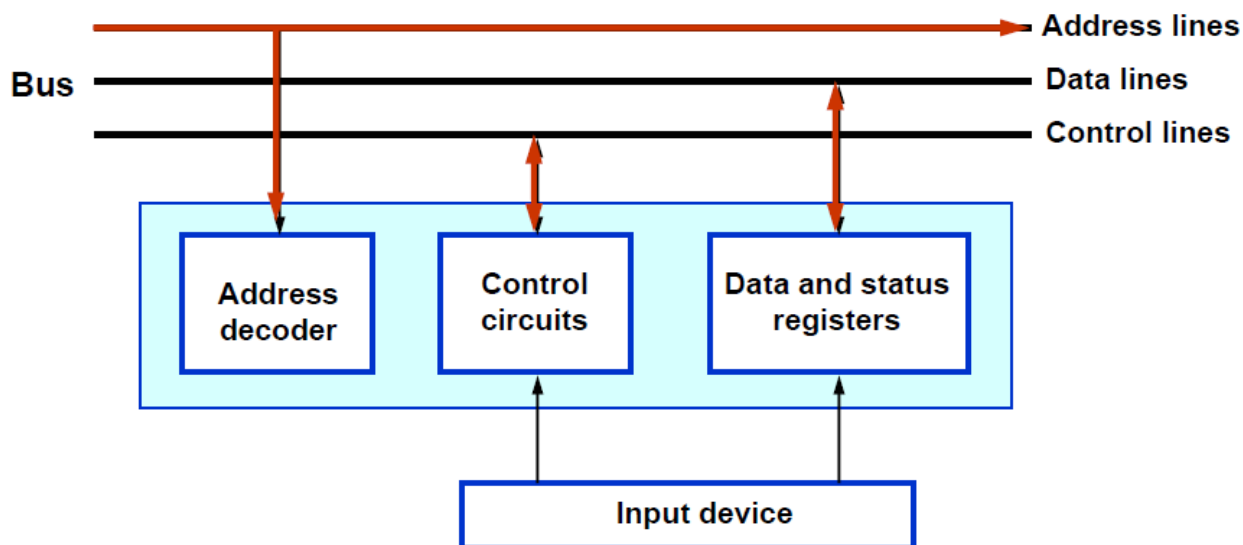 Address lines
Bus
Data lines
Control lines
Address
decoder
Control
circuits
Data and status
registers
Input device